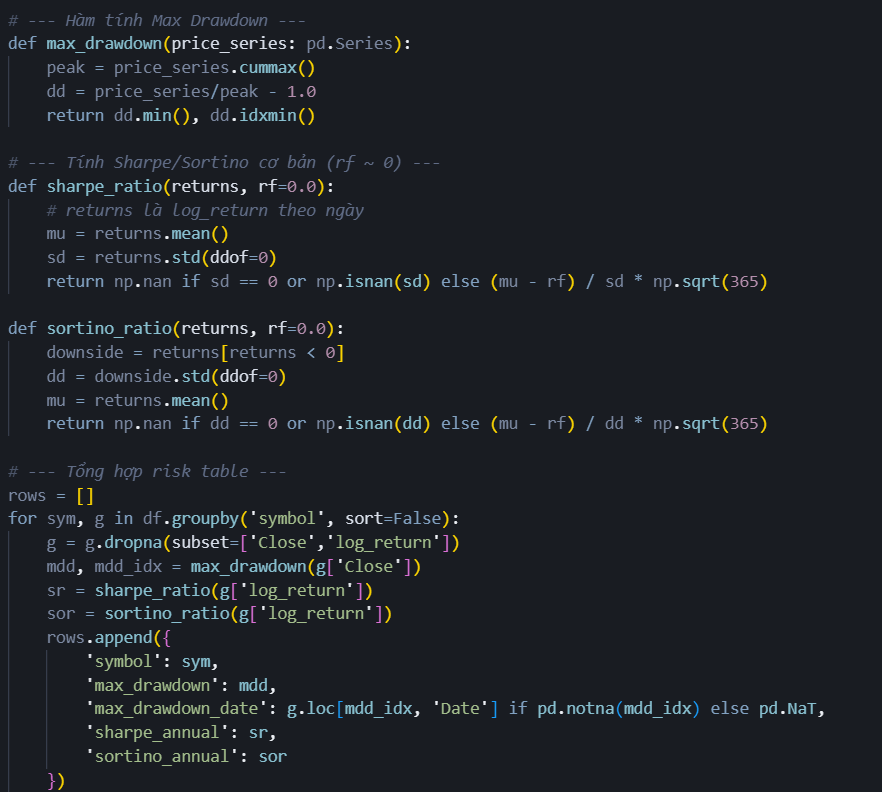 # --- Hàm tính Max Drawdown ---
def max_drawdown(price_series: pd.Series):
    peak = price_series.cummax()
    dd = price_series/peak - 1.0
    return dd.min(), dd.idxmin()

# --- Tính Sharpe/Sortino cơ bản (rf ~ 0) ---
def sharpe_ratio(returns, rf=0.0):
    # returns là log_return theo ngày
    mu = returns.mean()
    sd = returns.std(ddof=0)
    return np.nan if sd == 0 or np.isnan(sd) else (mu - rf) / sd * np.sqrt(365)

def sortino_ratio(returns, rf=0.0):
    downside = returns[returns < 0]
    dd = downside.std(ddof=0)
    mu = returns.mean()
    return np.nan if dd == 0 or np.isnan(dd) else (mu - rf) / dd * np.sqrt(365)

# --- Tổng hợp risk table ---
rows = []
for sym, g in df.groupby('symbol', sort=False):
    g = g.dropna(subset=['Close','log_return'])
    mdd, mdd_idx = max_drawdown(g['Close'])
    sr = sharpe_ratio(g['log_return'])
    sor = sortino_ratio(g['log_return'])
    rows.append({
        'symbol': sym,
        'max_drawdown': mdd,
        'max_drawdown_date': g.loc[mdd_idx, 'Date'] if pd.notna(mdd_idx) else pd.NaT,
        'sharpe_annual': sr,
        'sortino_annual': sor
    })